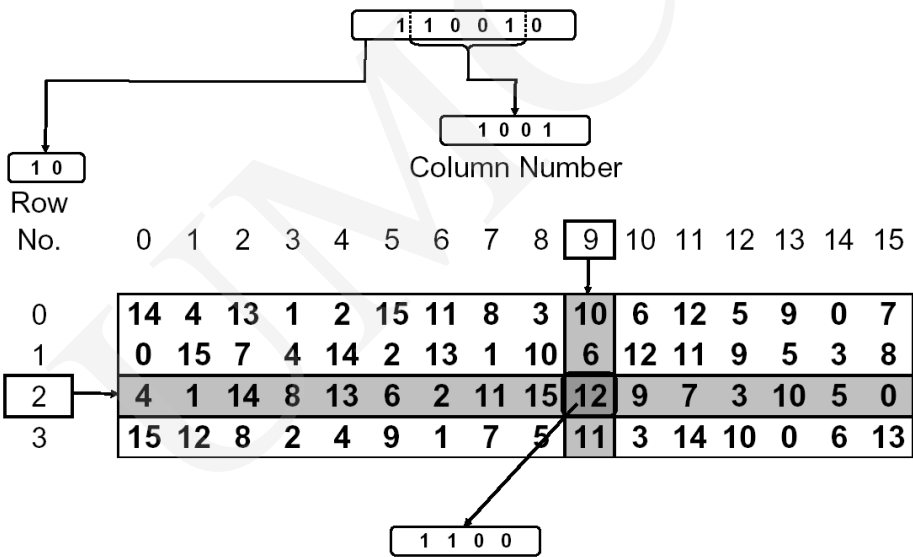 1 1 0 0 1 0
1 0 0 1
Column Number
1 0
Row
No. 0 1 2 3 4 5 6 7 8 9 10 11 12 13 14 15
0 14 4 13 1 2 15 11 8 3 10 6 12 5 9 0 7
1 0 15 7 4 14 2 13 1 10 6 12 11 9 5 3 8
2 4 1 14 8 13 6 2 11 15 12 9 7 3 10 5 0
3 15 12 8 2 4 9 1 7 5 11 3 14 10 0 6 13
1 1 0 0
UMC